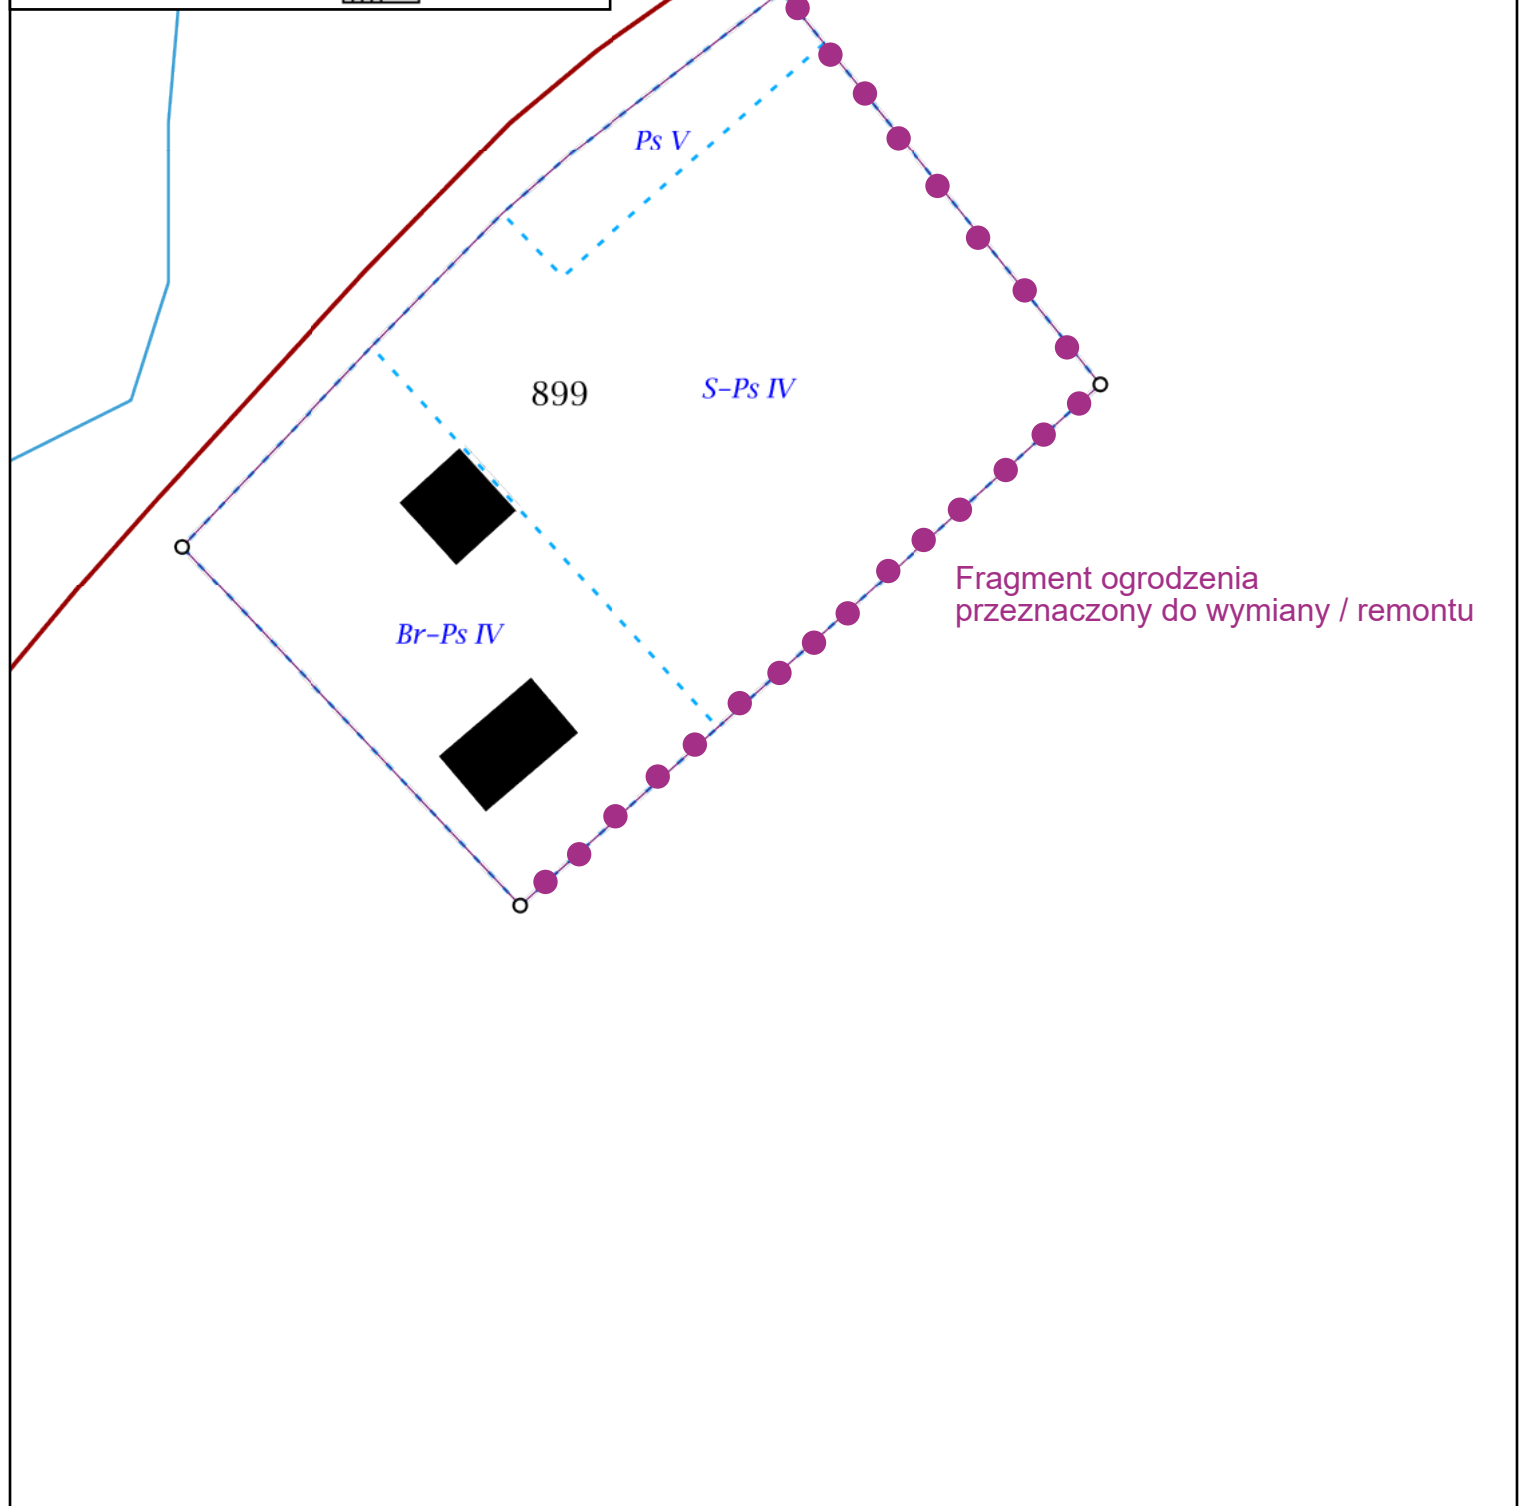 Ps V
899
S-Ps IV
Fragment ogrodzenia
przeznaczony do wymiany / remontu
Br-Ps IV